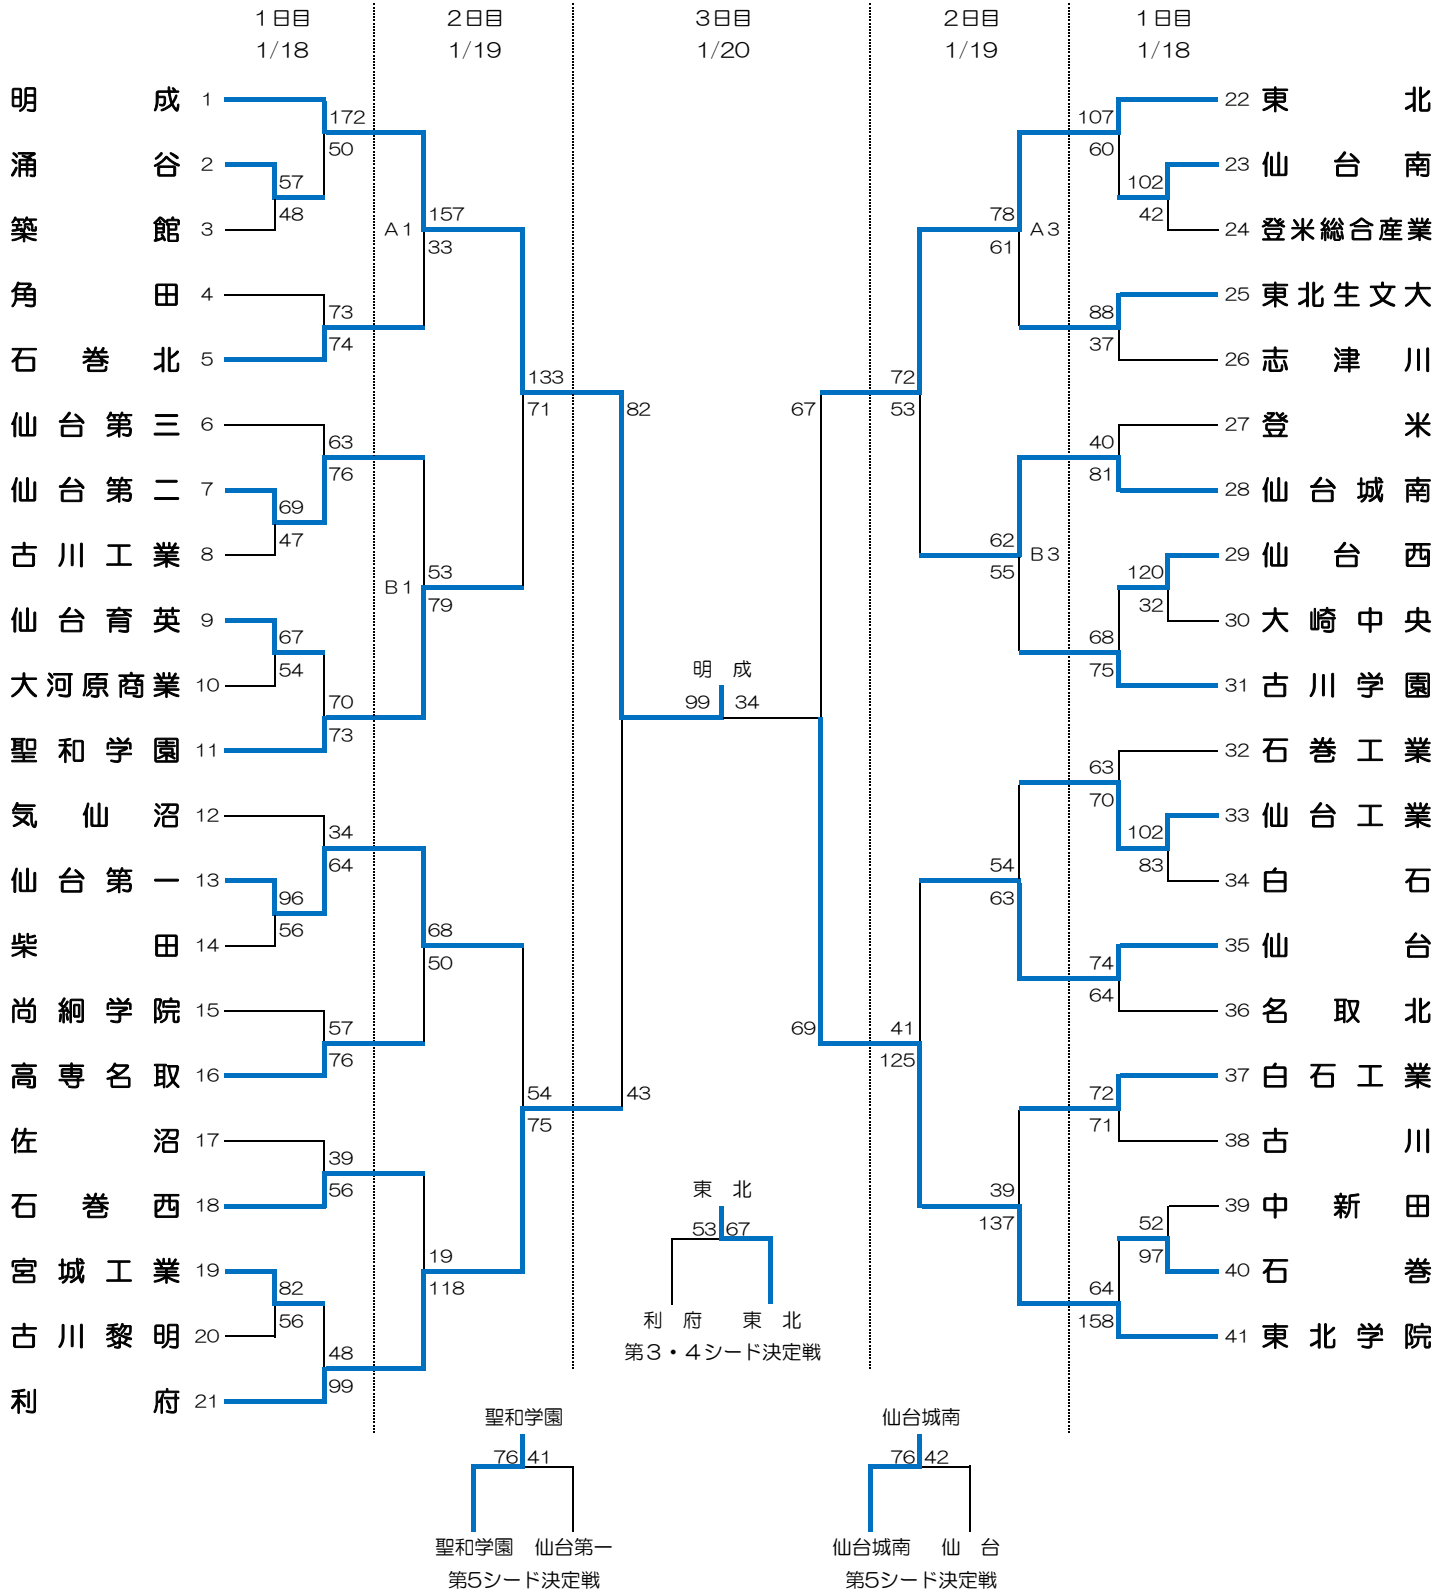 1日目 2日目 3日目 2日目 1日目
1/18 1/19 1/20 1/19 1/18
明成 1
涌谷 2
築館 3
角田 4
石巻北 5
仙台第三 6
仙台第二 7
古川工業 8
仙台育英 9
大河原商業 10
聖和学園 11
気仙沼 12
仙台第一 13
柴田 14
尚絅学院 15
高専名取 16
佐沼 17
石巻西 18
宮城工業 19
古川黎明 20
利府 21
172
50
57
48
73
74
63
76
69
47
67
54
70
73
34
64
96
56
57
76
39
56
82
56
48
99
A1
157
33
B1
53
79
68
50
19
118
133
71
54
75
82
43
明成
99 34
67
69
東北
53 67
利府 東北
第3・4シード決定戦
72
53
41
125
78
61
A3
62
55
B3
54
63
39
137
107
60
102
42
88
37
40
81
120
32
68
75
63
70
102
83
74
64
72
71
52
97
64
158
22 東北
23 仙台南
24 登米総合産業
25 東北生文大
26 志津川
27 登米
28 仙台城南
29 仙台西
30 大崎中央
31 古川学園
32 石巻工業
33 仙台工業
34 白石
35 仙台
36 名取北
37 白石工業
38 古川
39 中新田
40 石巻
41 東北学院
聖和学園
76 41
聖和学園 仙台第一
第5シード決定戦
仙台城南
76 42
仙台城南 仙台
第5シード決定戦